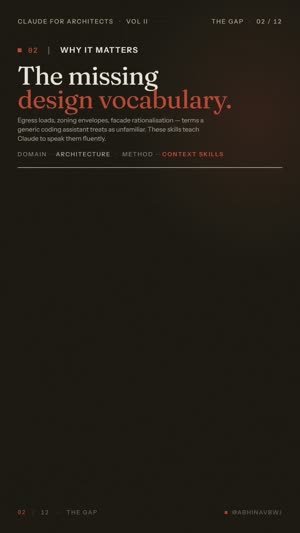 CLAUDE FOR ARCHITECTS · VOL II
THE GAP · 02 / 12
02 | WHY IT MATTERS
The missing
design vocabulary.
Egress loads, zoning envelopes, facade rationalisation — terms a
generic coding assistant treats as unfamiliar. These skills teach
Claude to speak them fluently.
DOMAIN · ARCHITECTURE · METHOD · CONTEXT SKILLS
02 | 12 · THE GAP
@ABHINAVBWJ